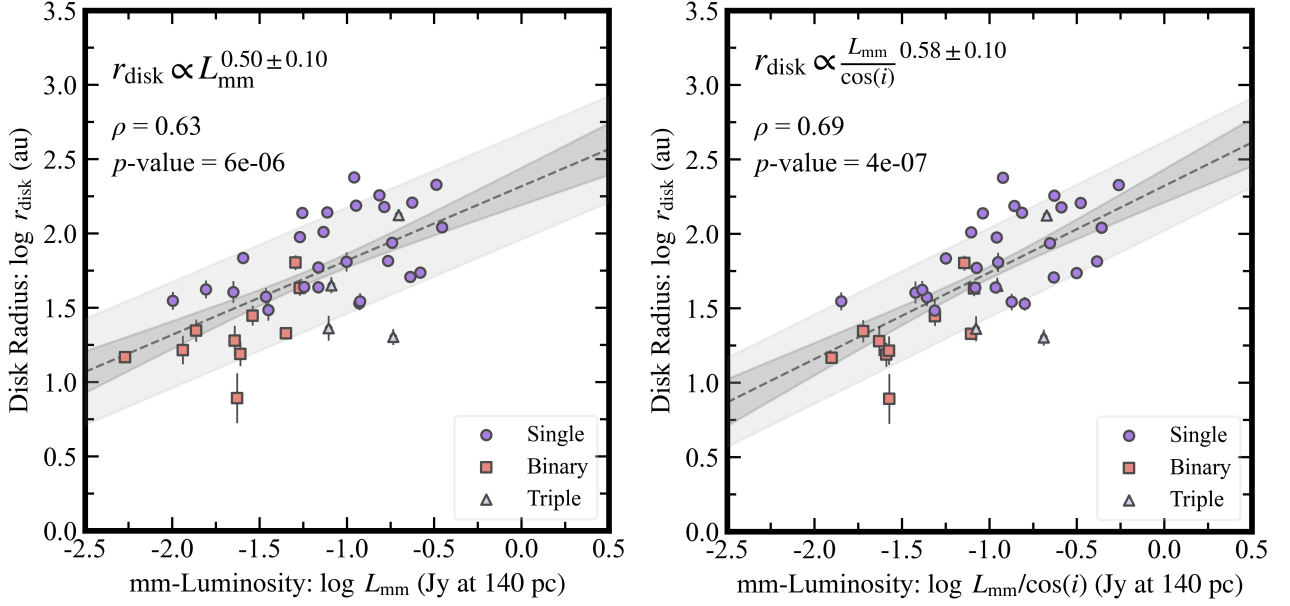 3.5
3.0
2.5
2.0
1.5
1.0
0.5
0.0
Disk Radius: log r_disk (au)
r_disk ∝ L_mm^0.50 ± 0.10
ρ = 0.63
p-value = 6e-06
Single
Binary
Triple
-2.5 -2.0 -1.5 -1.0 -0.5 0.0 0.5
mm-Luminosity: log L_mm (Jy at 140 pc)
3.5
3.0
2.5
2.0
1.5
1.0
0.5
0.0
Disk Radius: log r_disk (au)
r_disk ∝ L_mm/cos(i) ^0.58 ± 0.10
ρ = 0.69
p-value = 4e-07
Single
Binary
Triple
-2.5 -2.0 -1.5 -1.0 -0.5 0.0 0.5
mm-Luminosity: log L_mm/cos(i) (Jy at 140 pc)